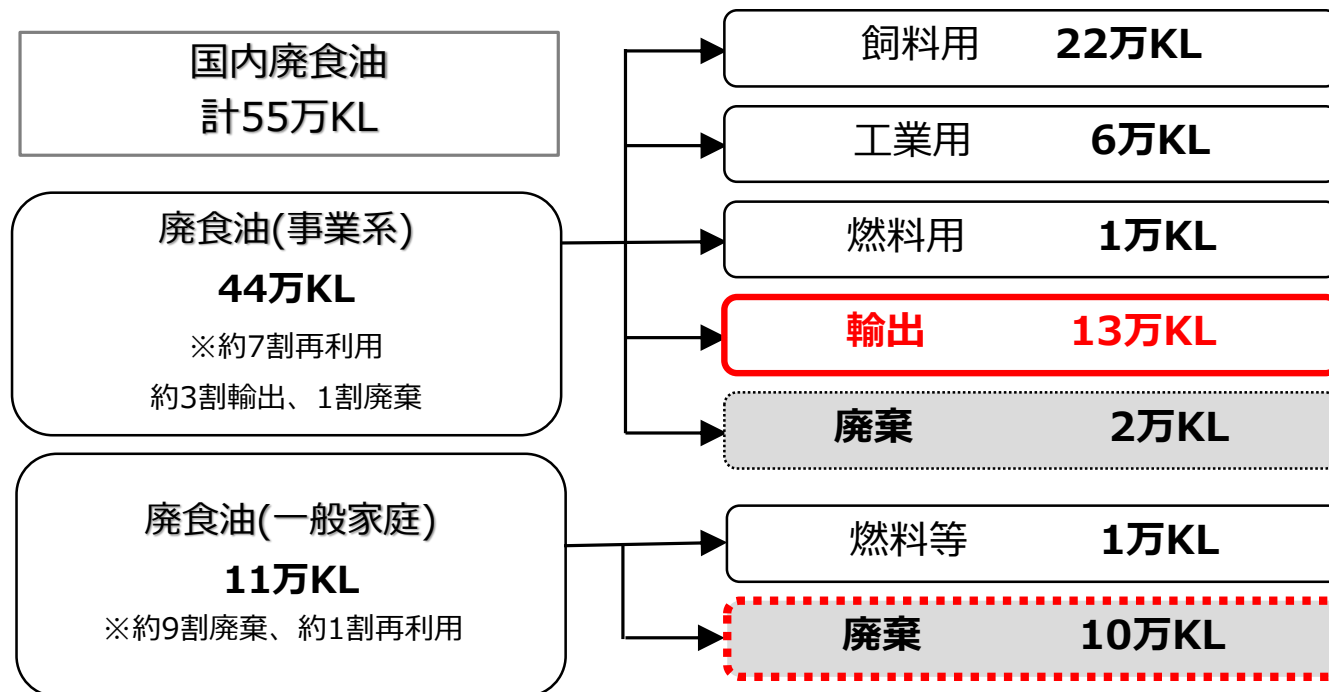 国内廃食油
計55万KL
廃食油(事業系)
44万KL
※約7割再利用
約3割輸出、1割廃棄
飼料用 22万KL
工業用 6万KL
燃料用 1万KL
輸出 13万KL
廃棄 2万KL
廃食油(一般家庭)
11万KL
※約9割廃棄、約1割再利用
燃料等 1万KL
廃棄 10万KL